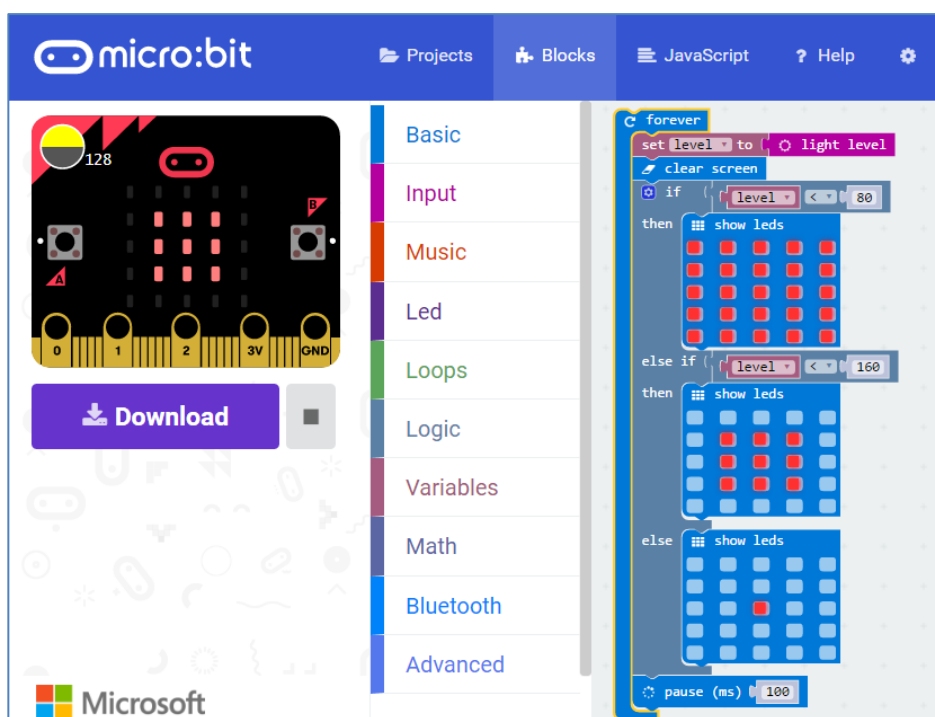 micro:bit
Projects
Blocks
JavaScript
? Help
128
B
A
0 1 2 3V GND
Download
Microsoft
Basic
Input
Music
Led
Loops
Logic
Variables
Math
Bluetooth
Advanced
forever
set level to light level
clear screen
if level < 80
then show leds
else if level < 160
then show leds
else show leds
pause (ms) 100